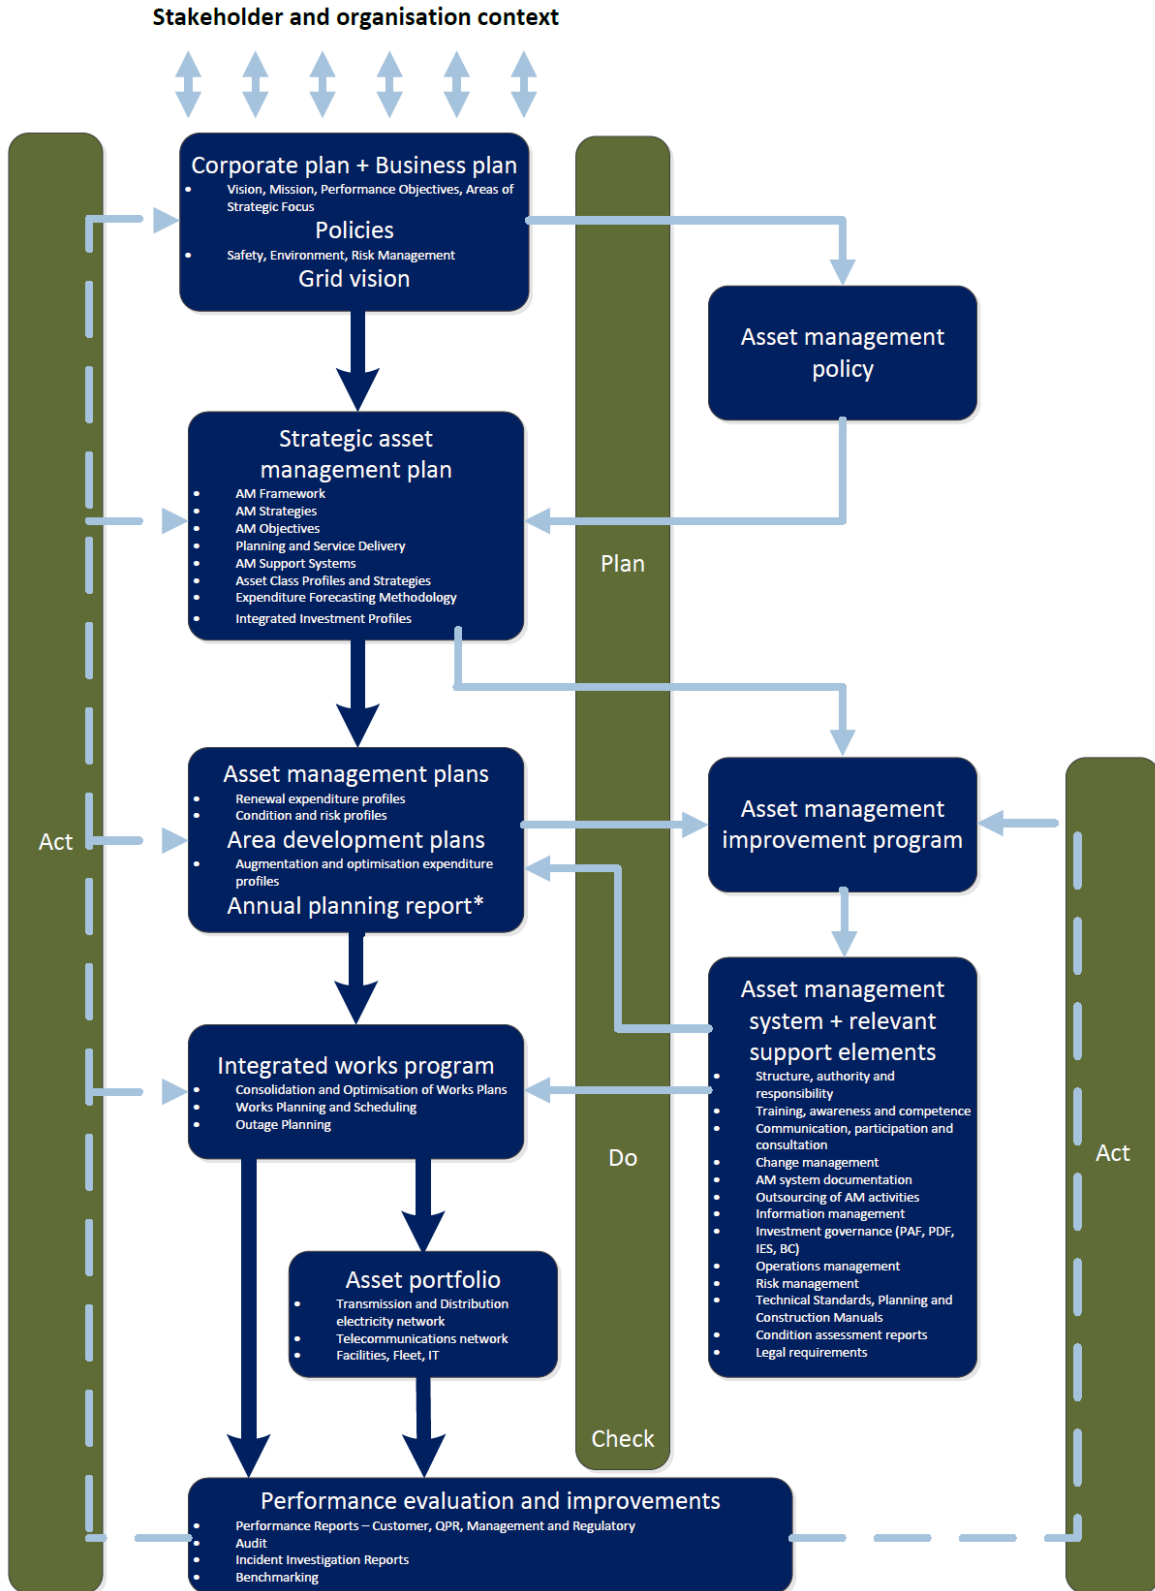 Stakeholder and organisation context
Corporate plan + Business plan
• Vision, Mission, Performance Objectives, Areas of
Strategic Focus
Policies
• Safety, Environment, Risk Management
Grid vision
Asset management
policy
Strategic asset
management plan
• AM Framework
• AM Strategies
• AM Objectives
• Planning and Service Delivery
• AM Support Systems
• Asset Class Profiles and Strategies
• Expenditure Forecasting Methodology
• Integrated Investment Profiles
Plan
Act
Asset management plans
• Renewal expenditure profiles
• Condition and risk profiles
Area development plans
• Augmentation and optimisation expenditure
profiles
Annual planning report*
Asset management
improvement program
Asset management
system + relevant
support elements
• Structure, authority and
responsibility
• Training, awareness and competence
• Communication, participation and
consultation
• Change management
• AM system documentation
• Outsourcing of AM activities
• Information management
• Investment governance (PAF, PDF,
IES, BC)
• Operations management
• Risk management
• Technical Standards, Planning and
Construction Manuals
• Condition assessment reports
• Legal requirements
Integrated works program
• Consolidation and Optimisation of Works Plans
• Works Planning and Scheduling
• Outage Planning
Do
Act
Asset portfolio
• Transmission and Distribution
electricity network
• Telecommunications network
• Facilities, Fleet, IT
Check
Performance evaluation and improvements
• Performance Reports – Customer, QPR, Management and Regulatory
• Audit
• Incident Investigation Reports
• Benchmarking